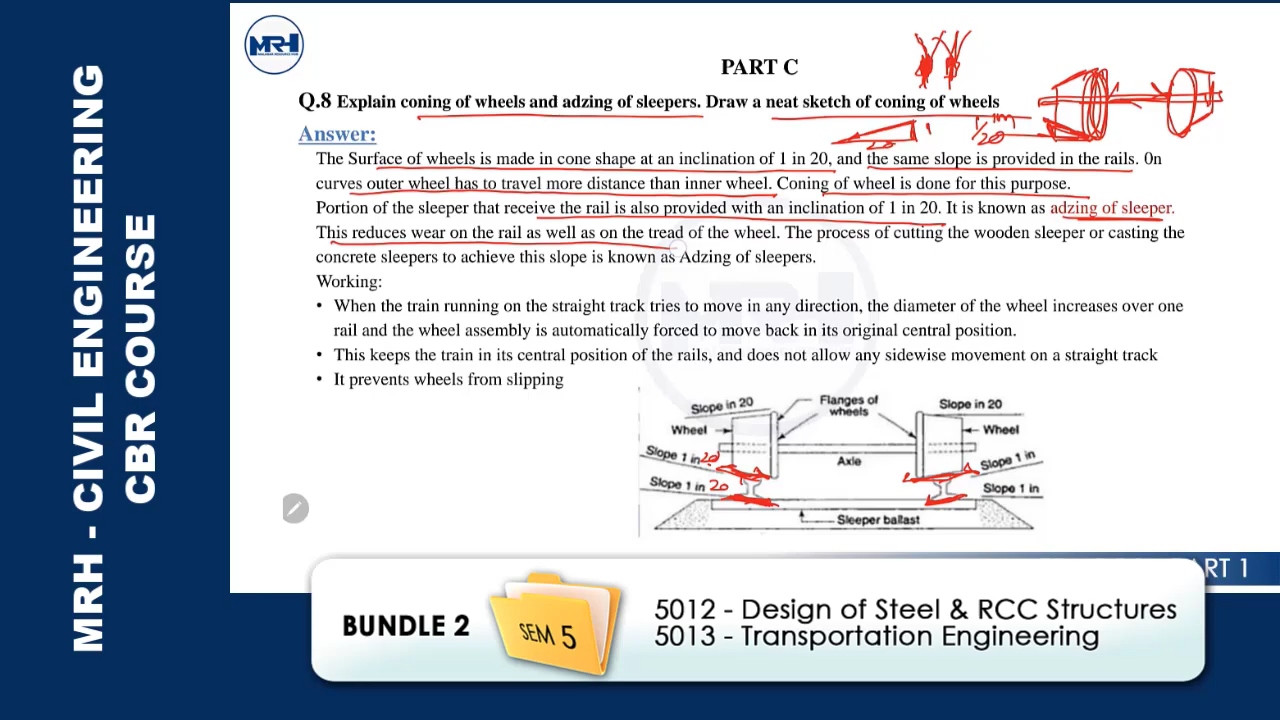 MRH - CIVIL ENGINEERING
CBR COURSE
MRH
PART C
Q.8 Explain coning of wheels and adzing of sleepers. Draw a neat sketch of coning of wheels
Answer:
20
1
1/20
1m
The Surface of wheels is made in cone shape at an inclination of 1 in 20, and the same slope is provided in the rails. On
curves outer wheel has to travel more distance than inner wheel. Coning of wheel is done for this purpose.
Portion of the sleeper that receive the rail is also provided with an inclination of 1 in 20. It is known as adzing of sleeper.
This reduces wear on the rail as well as on the tread of the wheel. The process of cutting the wooden sleeper or casting the
concrete sleepers to achieve this slope is known as Adzing of sleepers.
Working:
• When the train running on the straight track tries to move in any direction, the diameter of the wheel increases over one
rail and the wheel assembly is automatically forced to move back in its original central position.
• This keeps the train in its central position of the rails, and does not allow any sidewise movement on a straight track
• It prevents wheels from slipping
Slope in 20
Flanges of
wheels
Slope in 20
Wheel
Wheel
Slope 1 in 20
Axle
Slope 1 in
Slope 1 in 20
Slope 1 in
Sleeper ballast
ART 1
BUNDLE 2
SEM 5
5012 - Design of Steel & RCC Structures
5013 - Transportation Engineering